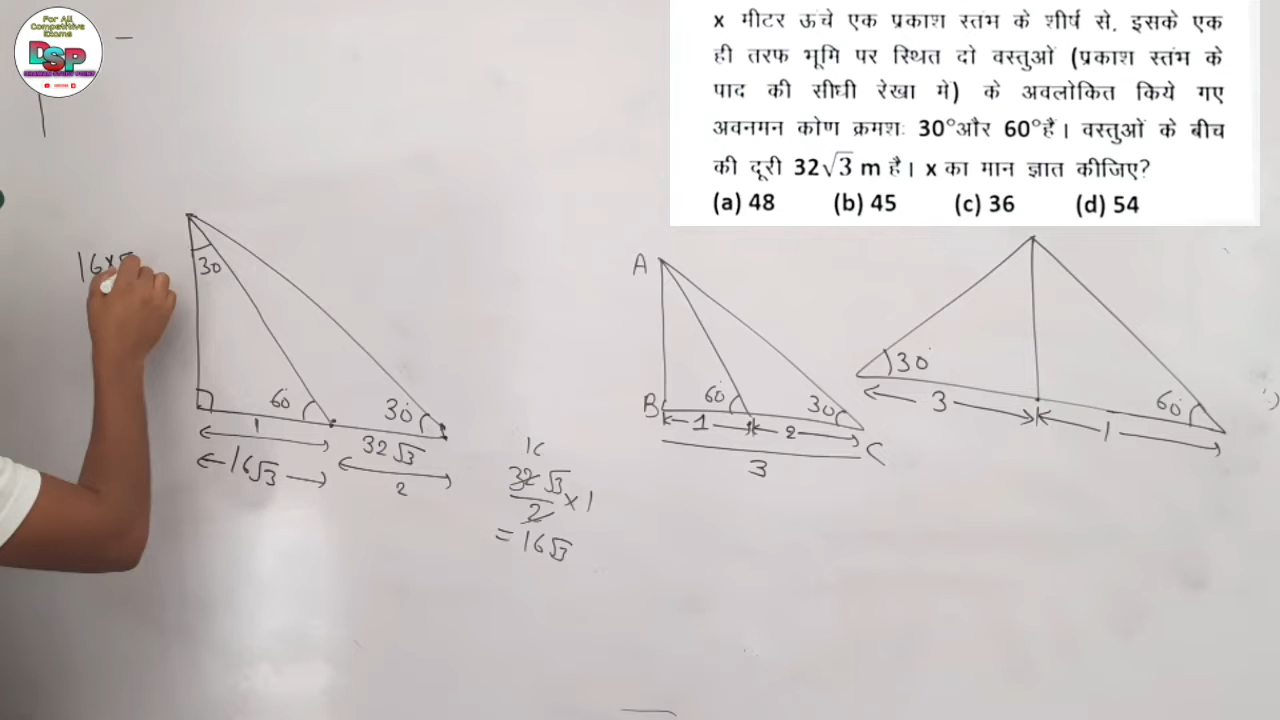 For All
Competitive
Exams
DSP
x मीटर ऊंचे एक प्रकाश स्तंभ के शीर्ष से, इसके एक
ही तरफ भूमि पर स्थित दो वस्तुओं (प्रकाश स्तंभ के
पाद की सीधी रेखा में) के अवलोकित किये गए
अवनमन कोण क्रमशः 30° और 60° हैं। वस्तुओं के बीच
की दूरी 32√3 m है। x का मान ज्ञात कीजिए?
(a) 48 (b) 45 (c) 36 (d) 54
16×
30
60°
30°
1
32√3
16√3
2
16
32√3
2
×1
= 16√3
A
B
60°
30°
1
2
C
3
30°
60°
3
1